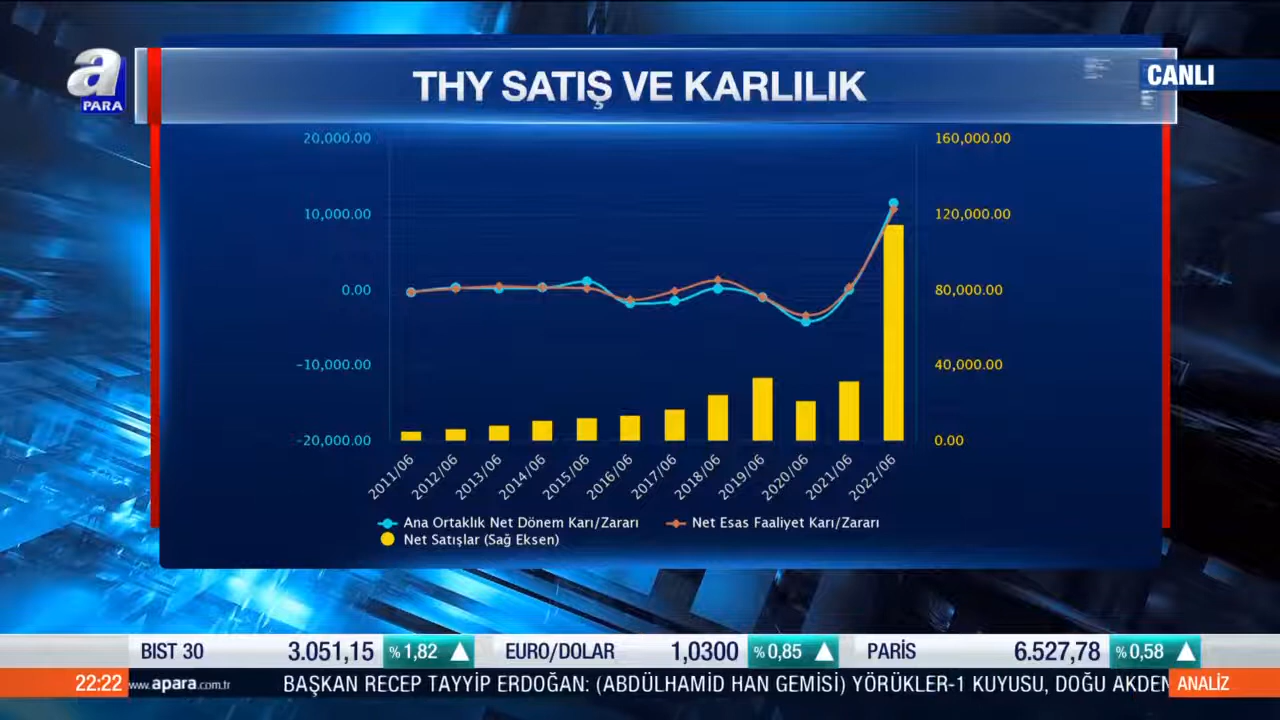 a
PARA
THY SATIŞ VE KARLILIK
CANLI
20,000.00
10,000.00
0.00
-10,000.00
-20,000.00
160,000.00
120,000.00
80,000.00
40,000.00
0.00
2011/06
2012/06
2013/06
2014/06
2015/06
2016/06
2017/06
2018/06
2019/06
2020/06
2021/06
2022/06
Ana Ortaklık Net Dönem Karı/Zararı
Net Esas Faaliyet Karı/Zararı
Net Satışlar (Sağ Eksen)
BIST 30 3.051,15 %1,82 EURO/DOLAR 1,0300 %0,85 PARİS 6.527,78 %0,58
22:22 www.apara.com.tr BAŞKAN RECEP TAYYİP ERDOĞAN: (ABDÜLHAMİD HAN GEMİSİ) YÖRÜKLER-1 KUYUSU, DOĞU AKDEN ANALİZ